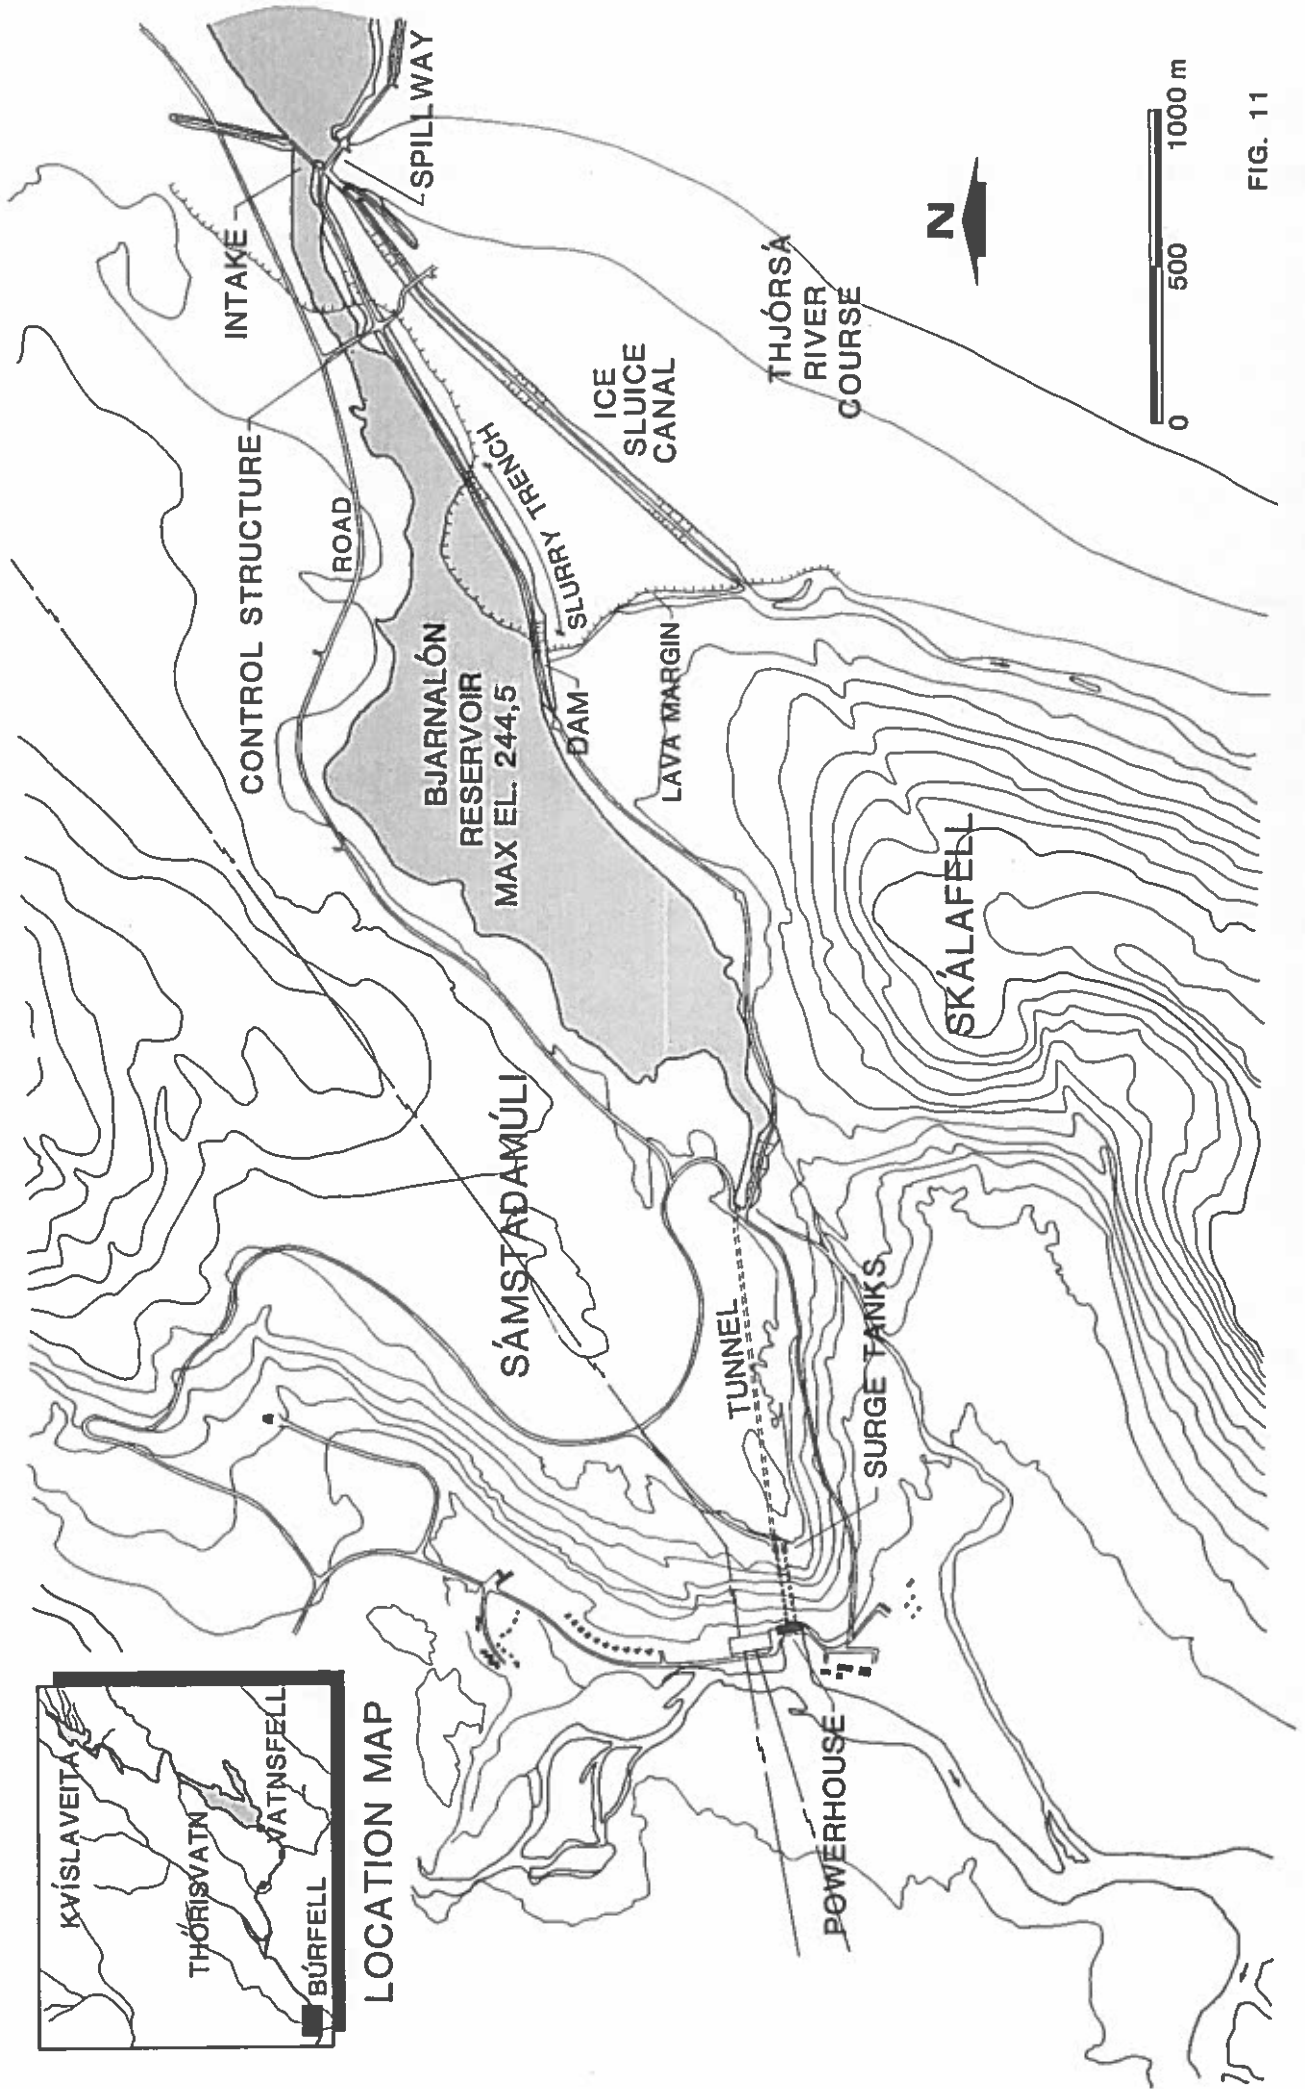 KVÍSLAVEITA
THÓRISVATN
VATNSFELL
BÚRFELL
LOCATION MAP
INTAKE
SPILLWAY
CONTROL STRUCTURE
ROAD
BJARNALÓN
RESERVOIR
MAX EL. 244,5
SLURRY TRENCH
ICE
SLUICE
CANAL
THJÓRSÁ
RIVER
COURSE
DAM
LAVA MARGIN
SÁMSTADAMÚLI
SKÁLAFELL
TUNNEL
SURGE TANKS
POWERHOUSE
N
0
500
1000 m
FIG. 11